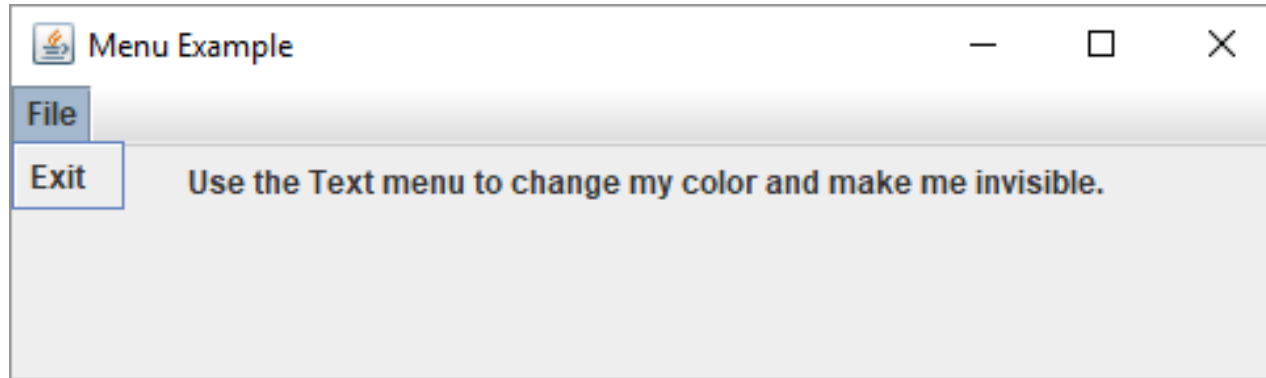 Menu Example
File
Exit
Use the Text menu to change my color and make me invisible.